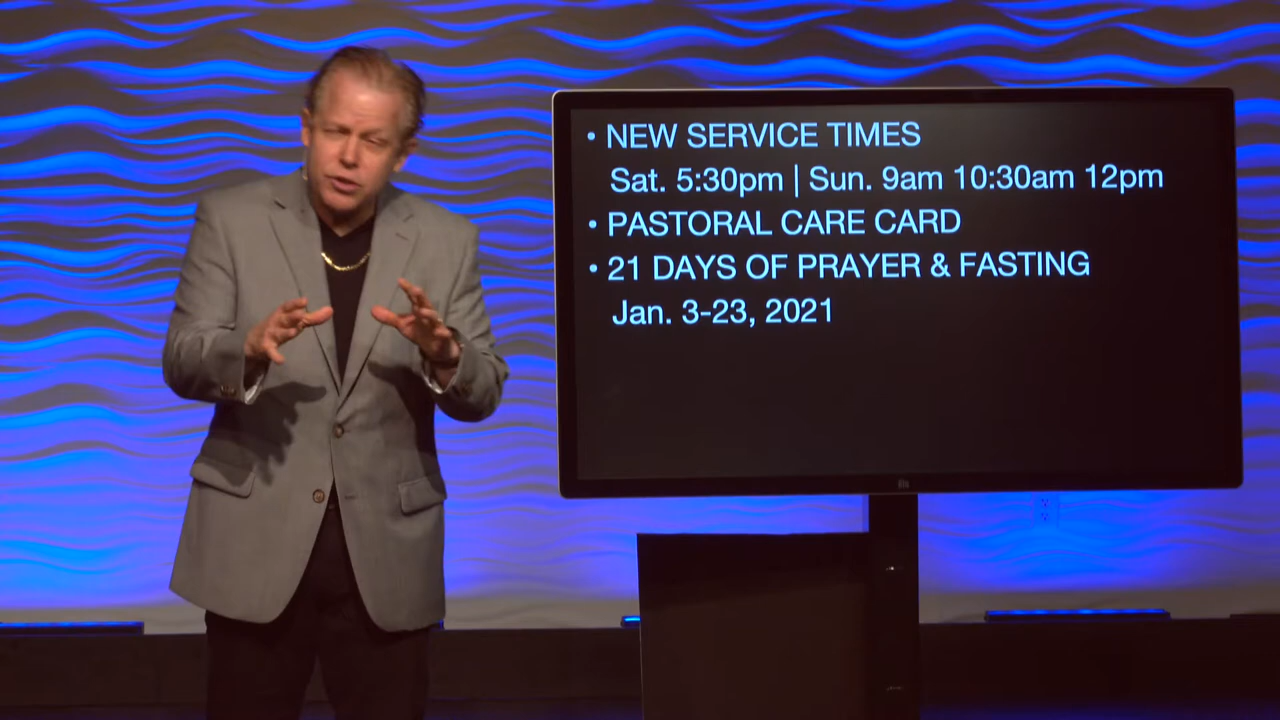 • NEW SERVICE TIMES
Sat. 5:30pm | Sun. 9am 10:30am 12pm
• PASTORAL CARE CARD
• 21 DAYS OF PRAYER & FASTING
Jan. 3-23, 2021
elo